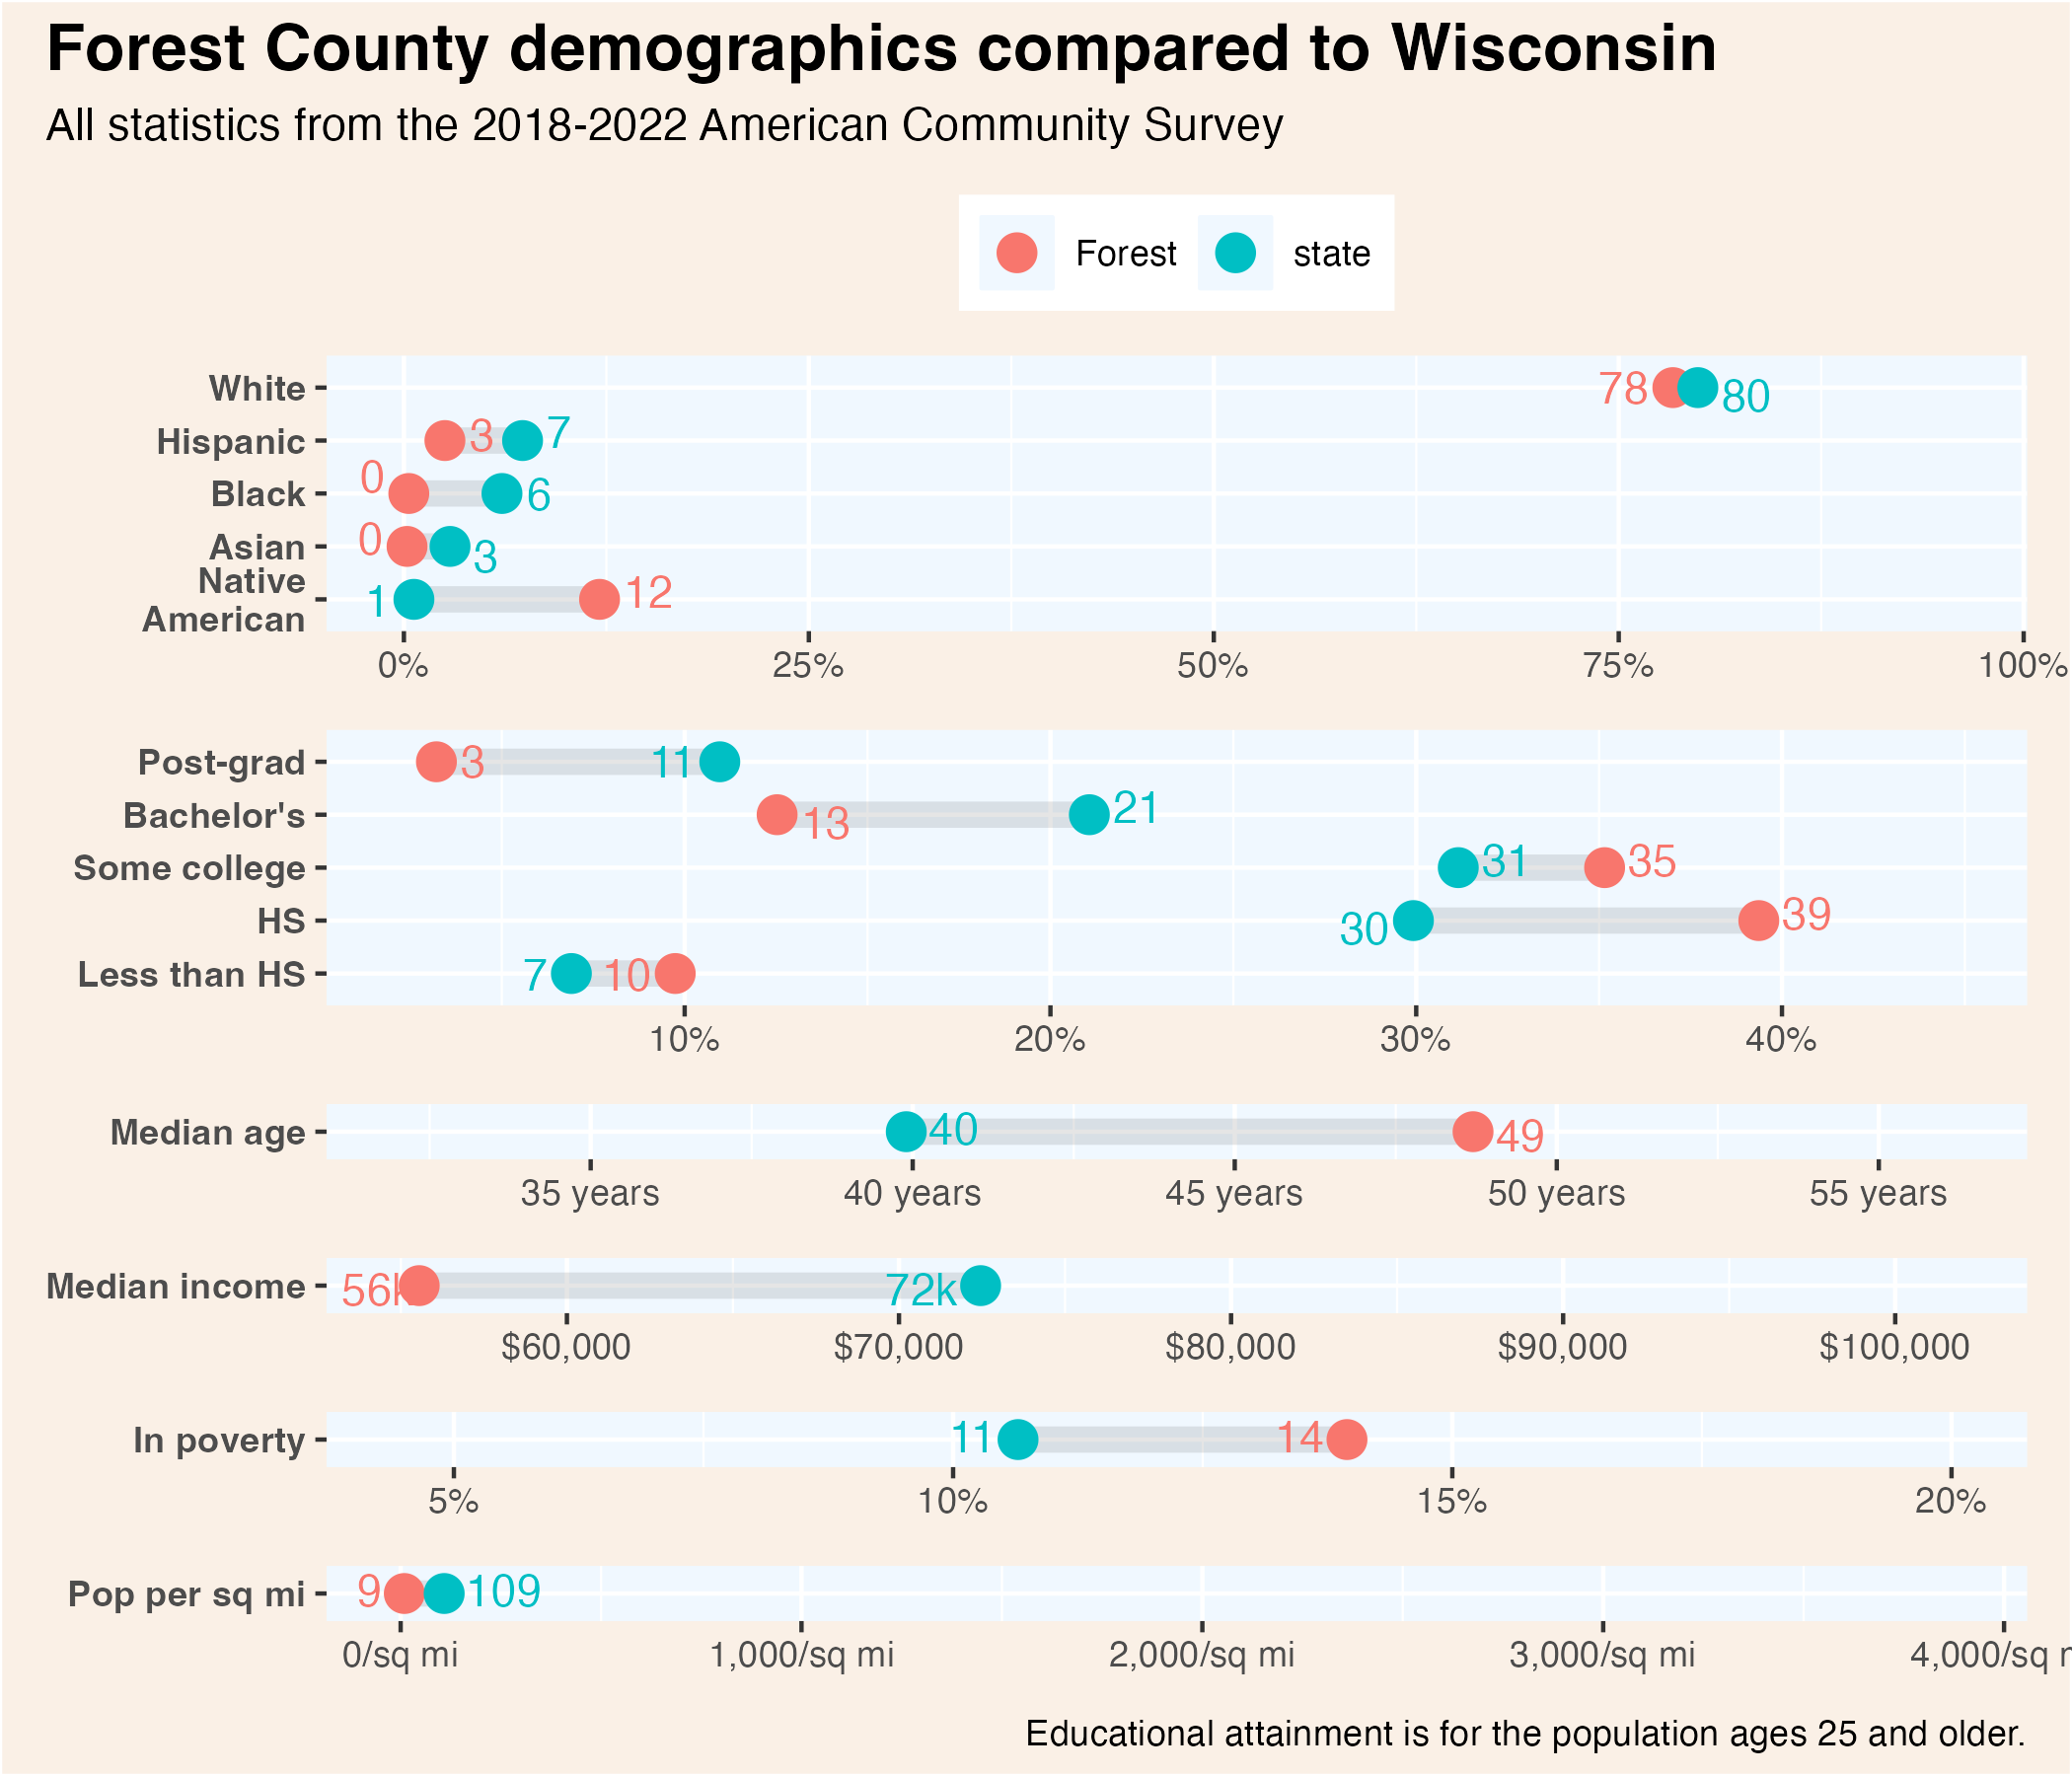 Forest County demographics compared to Wisconsin
All statistics from the 2018-2022 American Community Survey
Forest state
White 78 80
Hispanic 3 7
Black 0 6
Asian 0 3
Native
American 1 12
0% 25% 50% 75% 100%
Post-grad 3 11
Bachelor's 13 21
Some college 31 35
HS 30 39
Less than HS 7 10
10% 20% 30% 40%
Median age 40 49
35 years 40 years 45 years 50 years 55 years
Median income 56k 72k
$60,000 $70,000 $80,000 $90,000 $100,000
In poverty 11 14
5% 10% 15% 20%
Pop per sq mi 9 109
0/sq mi 1,000/sq mi 2,000/sq mi 3,000/sq mi 4,000/sq
Educational attainment is for the population ages 25 and older.